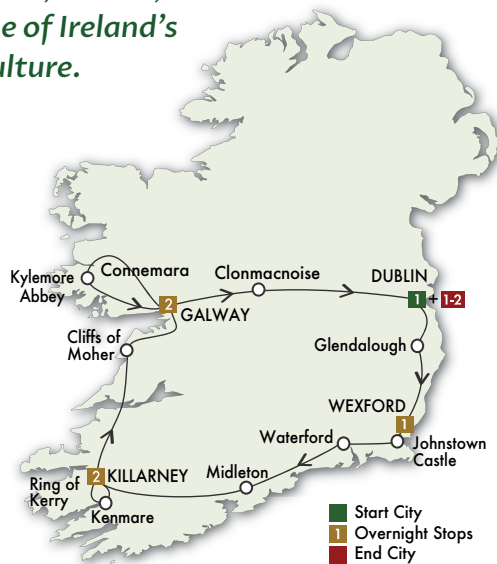 e of Ireland's
ulture.
Connemara
Kylemore
Abbey
Clonmacnoise
DUBLIN
1 + 1-2
2
GALWAY
Cliffs of
Moher
Glendalough
WEXFORD
1
Waterford
Johnstown
Castle
Midleton
2 KILLARNEY
Ring of
Kerry
Kenmare
Start City
1 Overnight Stops
End City